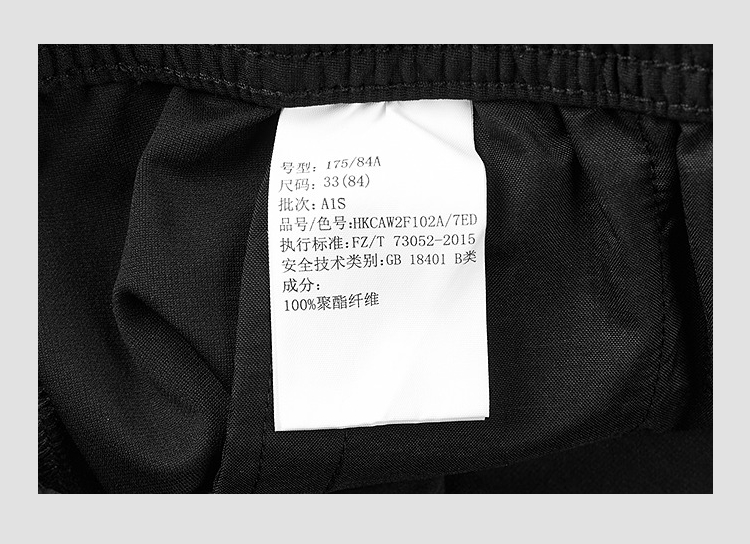 号型: 175/84A
尺码: 33(84)
批次: A1S
品号/色号:HKCAW2F102A/7ED
执行标准:FZ/T 73052-2015
安全技术类别:GB 18401 B类
成分:
100%聚酯纤维